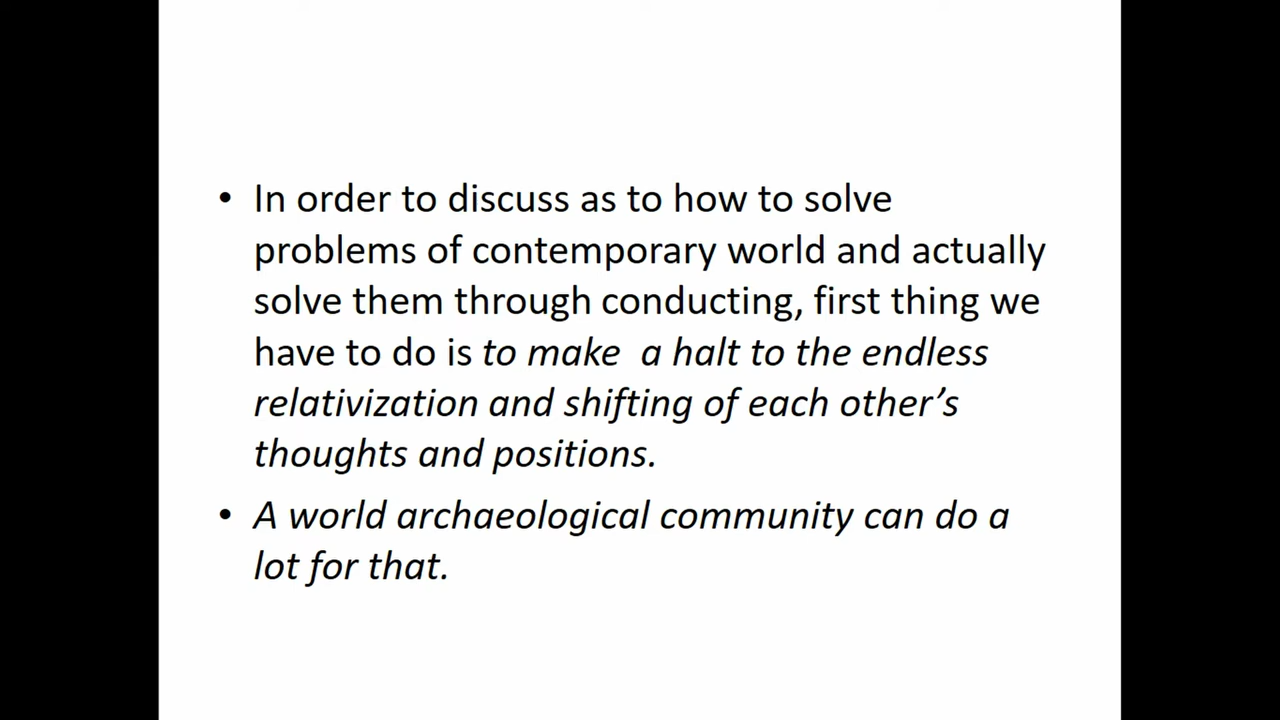 • In order to discuss as to how to solve
problems of contemporary world and actually
solve them through conducting, first thing we
have to do is to make  a halt to the endless
relativization and shifting of each other’s
thoughts and positions.
• A world archaeological community can do a
lot for that.